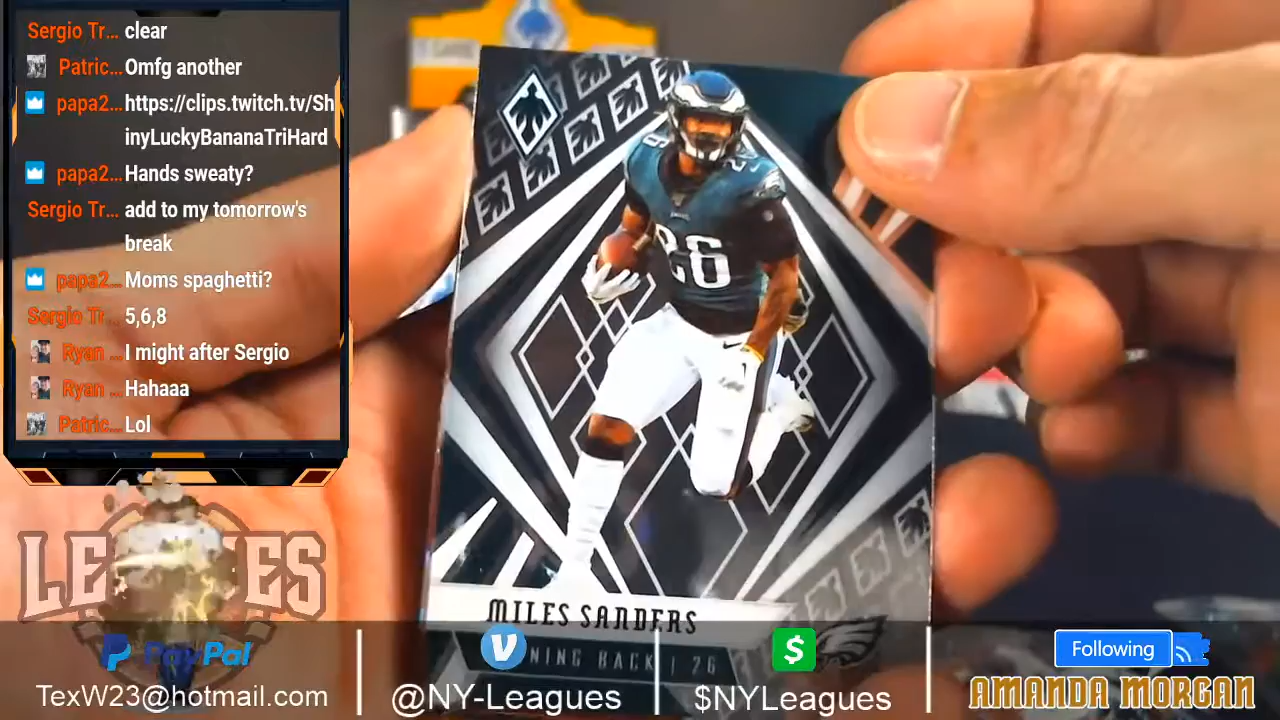 Sergio Tr... clear
Patric... Omfg another
papa2... https://clips.twitch.tv/Sh
inyLuckyBananaTriHard
papa2... Hands sweaty?
Sergio Tr... add to my tomorrow's
break
papa2... Moms spaghetti?
Sergio Tr... 5,6,8
Ryan ... I might after Sergio
Ryan ... Hahaaa
Patric... Lol
26
26
MILES SANDERS
NING BACK | 26
PayPal
TexW23@hotmail.com
@NY-Leagues
$
$NYLeagues
Following
AMANDA MORGAN